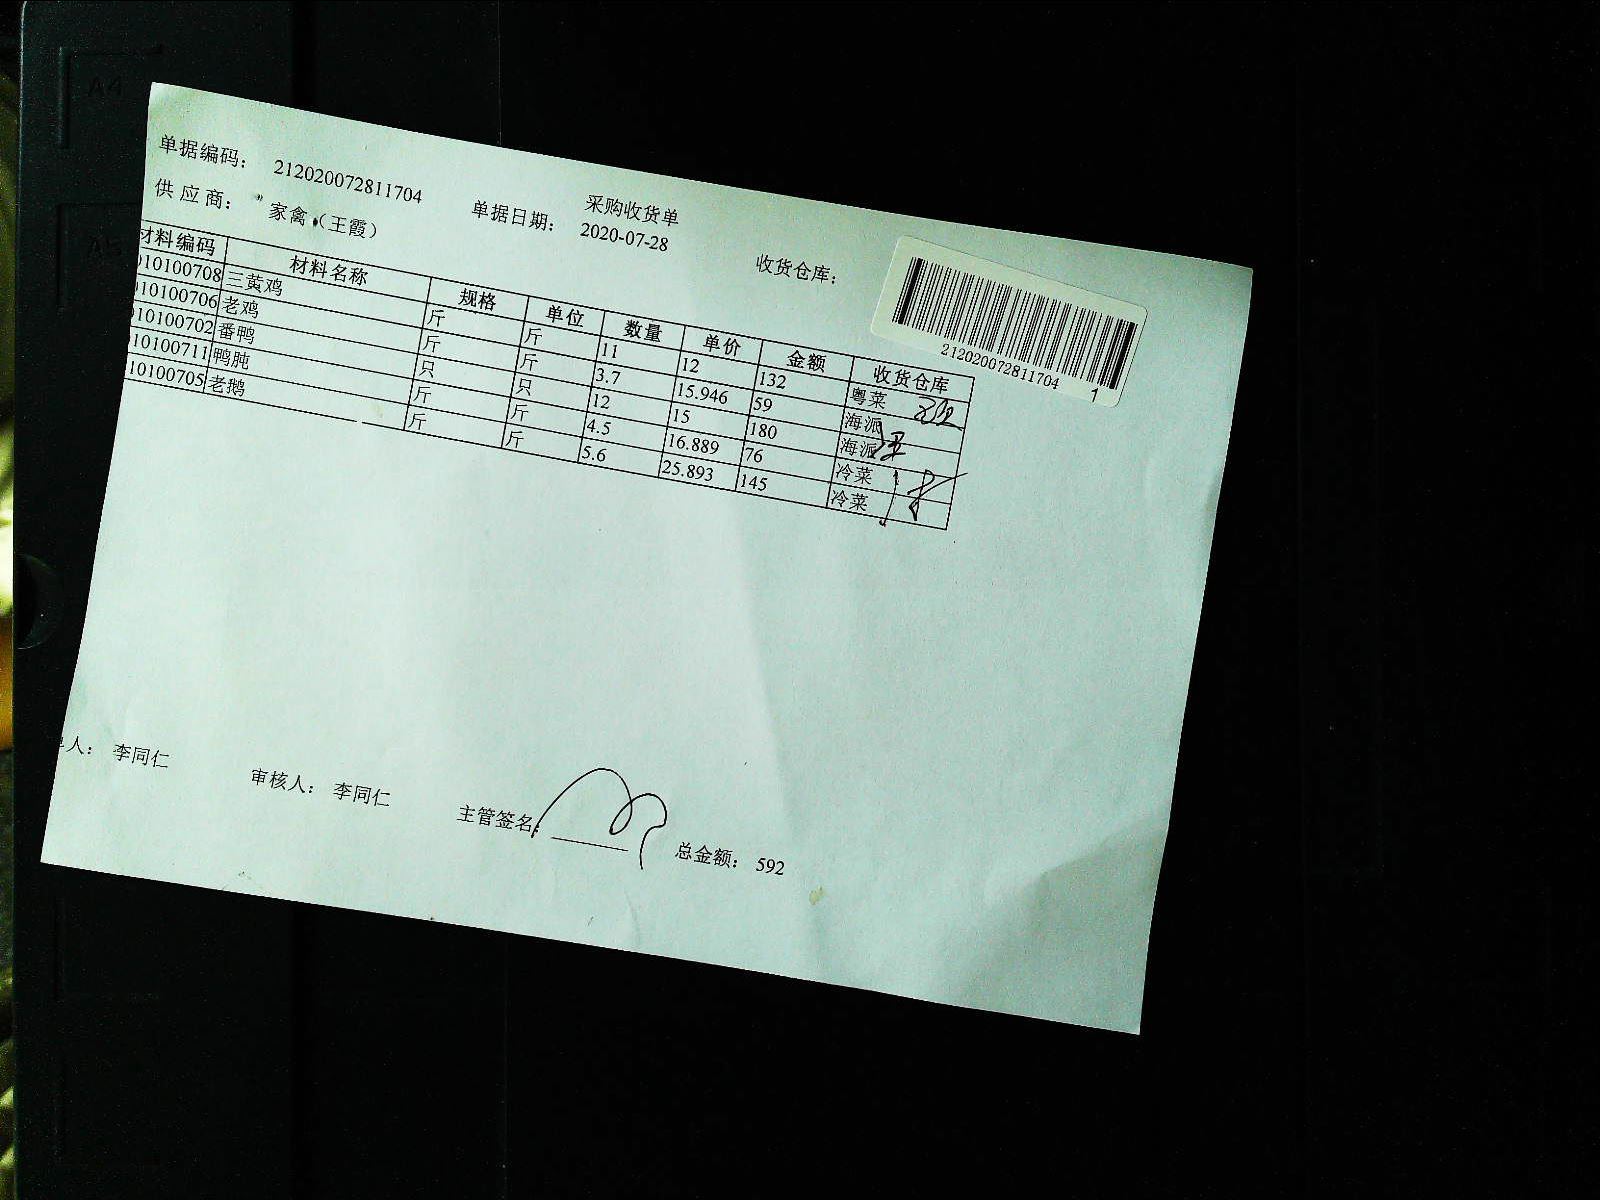 采购收货单
单据编码： 212020072811704 单据日期： 2020-07-28 收货仓库：
供 应 商： 家禽（王霞）
212020072811704
1
材料编码 材料名称 规格 单位 数量 单价 金额 收货仓库
010100708 三黄鸡 斤 斤 11 12 132 粤菜
010100706 老鸡 斤 斤 3.7 15.946 59 海派
010100702 番鸭 只 只 12 15 180 海派
010100711 鸭肫 斤 斤 4.5 16.889 76 冷菜
010100705 老鹅 斤 斤 5.6 25.893 145 冷菜
人： 李同仁 审核人： 李同仁 主管签名： 总金额： 592
A4
A5